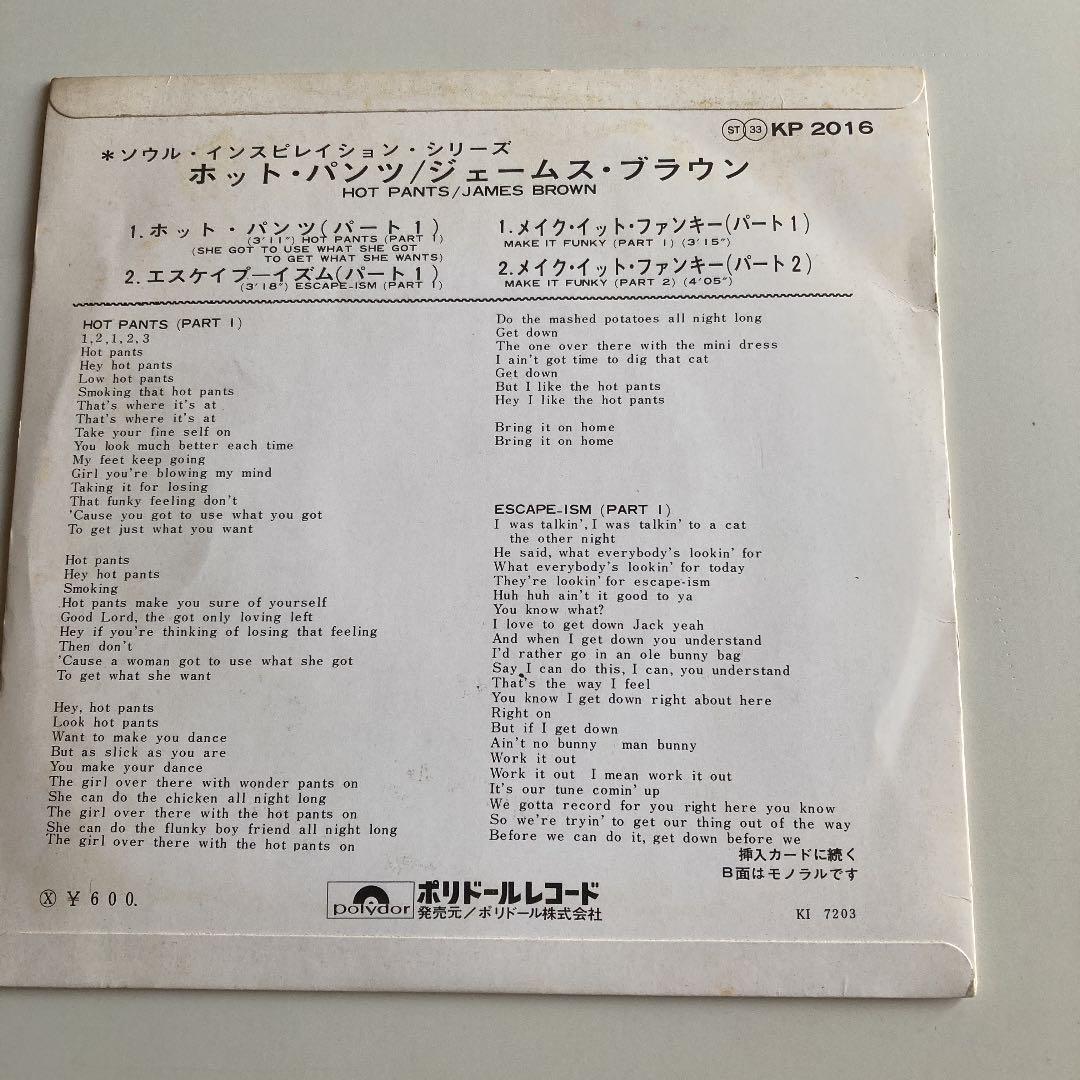 ST 33 KP 2016
*ソウル・インスピレイション・シリーズ
ホット・パンツ/ジェームス・ブラウン
HOT PANTS/JAMES BROWN
1.ホット・パンツ(パート1)
(3'11") HOT PANTS (PART 1)
(SHE GOT TO USE WHAT SHE GOT
TO GET WHAT SHE WANTS)
2.エスケイプーイズム(パート1)
(3'18") ESCAPE-ISM (PART 1)
1.メイク・イット・ファンキー(パート1)
MAKE IT FUNKY (PART 1) (3'15")
2.メイク・イット・ファンキー(パート2)
MAKE IT FUNKY (PART 2) (4'05")
HOT PANTS (PART 1)
1,2,1,2,3
Hot pants
Hey hot pants
Low hot pants
Smoking that hot pants
That's where it's at
That's where it's at
Take your fine self on
You look much better each time
My feet keep going
Girl you're blowing my mind
Taking it for losing
That funky feeling don't
'Cause you got to use what you got
To get just what you want
Hot pants
Hey hot pants
Smoking
Hot pants make you sure of yourself
Good Lord, the got only loving left
Hey if you're thinking of losing that feeling
Then don't
'Cause a woman got to use what she got
To get what she want
Hey, hot pants
Look hot pants
Want to make you dance
But as slick as you are
You make your dance
The girl over there with wonder pants on
She can do the chicken all night long
The girl over there with the hot pants on
She can do the flunky boy friend all night long
The girl over there with the hot pants on
Do the mashed potatoes all night long
Get down
The one over there with the mini dress
I ain't got time to dig that cat
Get down
But I like the hot pants
Hey I like the hot pants
Bring it on home
Bring it on home
ESCAPE-ISM (PART 1)
I was talkin', I was talkin' to a cat
the other night
He said, what everybody's lookin' for
What everybody's lookin' for today
They're lookin' for escape-ism
Huh huh ain't it good to ya
You know what?
I love to get down Jack yeah
And when I get down you understand
I'd rather go in an ole bunny bag
Say, I can do this, I can, you understand
That's the way I feel
You know I get down right about here
Right on
But if I get down
Ain't no bunny man bunny
Work it out
Work it out I mean work it out
It's our tune comin' up
We gotta record for you right here you know
So we're tryin' to get our thing out of the way
Before we can do it, get down before we
挿入カードに続く
B面はモノラルです
Ⓧ ¥600.
polydor
ポリドールレコード
発売元/ポリドール株式会社
KI 7203